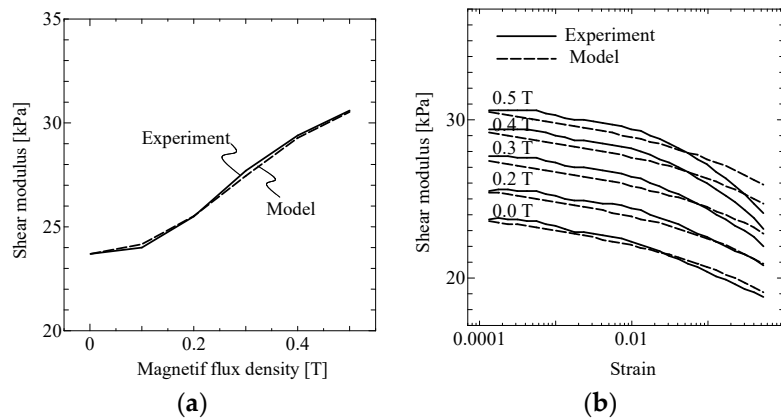 35
30
25
20
Shear modulus [kPa]
Experiment
Model
0
0.2
0.4
Magnetif flux density [T]
(a)
Experiment
Model
30
20
Shear modulus [kPa]
0.5 T
0.4 T
0.3 T
0.2 T
0.0 T
0.0001
0.01
Strain
(b)